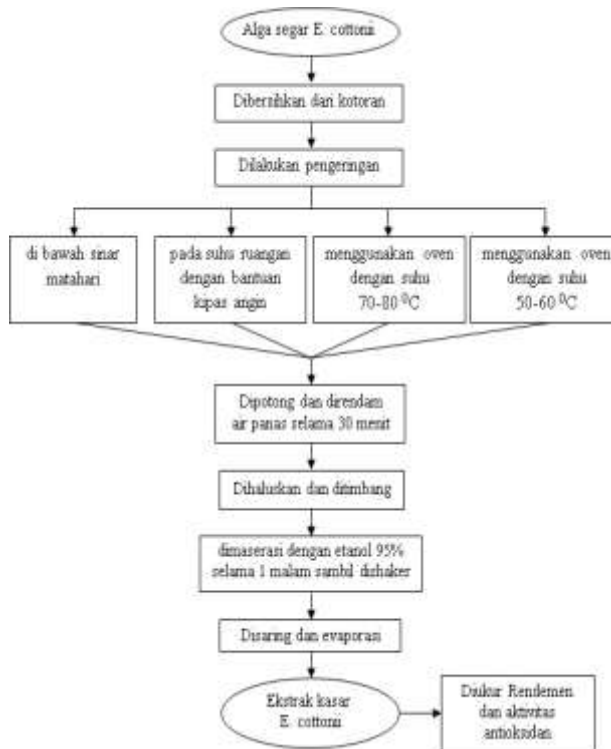 Alga segar E. cottonii
Dibersihkan dari kotoran
Dilakukan pengeringan
di bawah sinar
matahari
pada suhu ruangan
dengan bantuan
kipas angin
menggunakan oven
dengan suhu
70-80 ⁰C
menggunakan oven
dengan suhu
50-60 ⁰C
Dipotong dan direndam
air panas selama 30 menit
Dihaluskan dan ditimbang
dimaserasi dengan etanol 95%
selama 1 malam sambil dishaker
Disaring dan evaporasi
Ekstrak kasar
E. cottonii
Diukur Rendemen
dan aktivitas
antioksidan